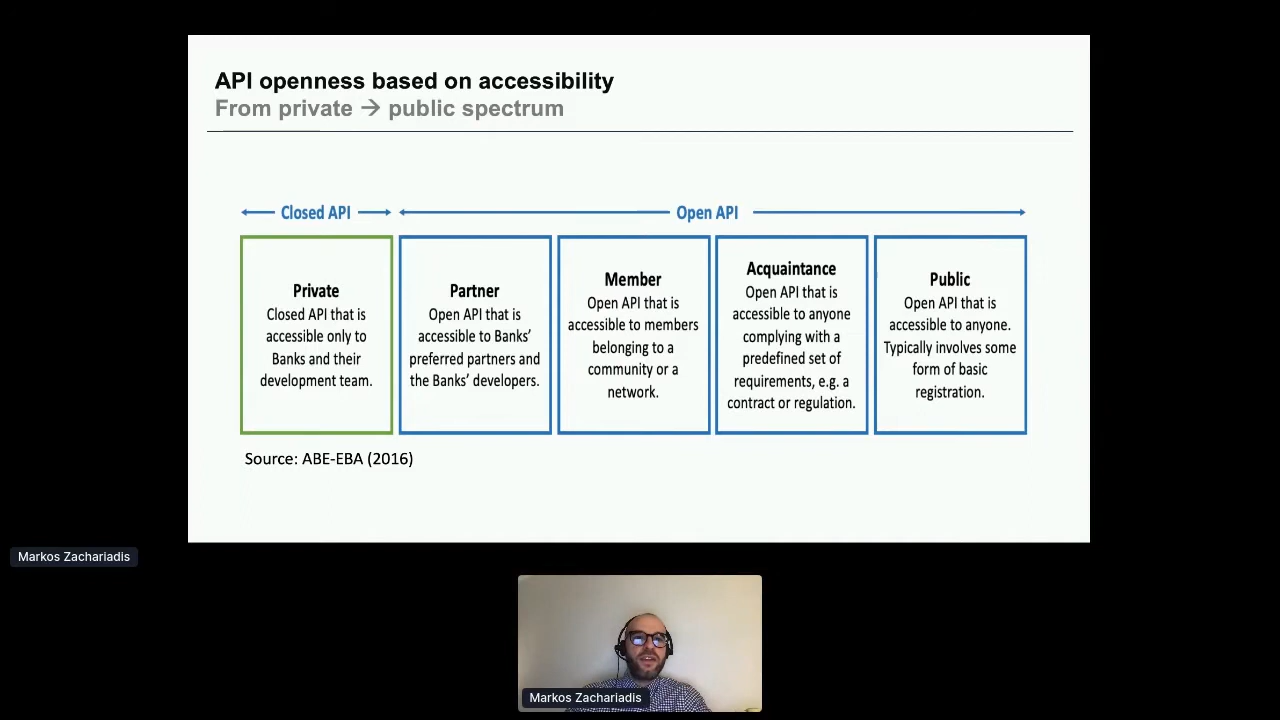 API openness based on accessibility
From private → public spectrum
Closed API
Open API
Private
Closed API that is
accessible only to
Banks and their
development team.
Partner
Open API that is
accessible to Banks'
preferred partners and
the Banks' developers.
Member
Open API that is
accessible to members
belonging to a
community or a
network.
Acquaintance
Open API that is
accessible to anyone
complying with a
predefined set of
requirements, e.g. a
contract or regulation.
Public
Open API that is
accessible to anyone.
Typically involves some
form of basic
registration.
Source: ABE-EBA (2016)
Markos Zachariadis
Markos Zachariadis